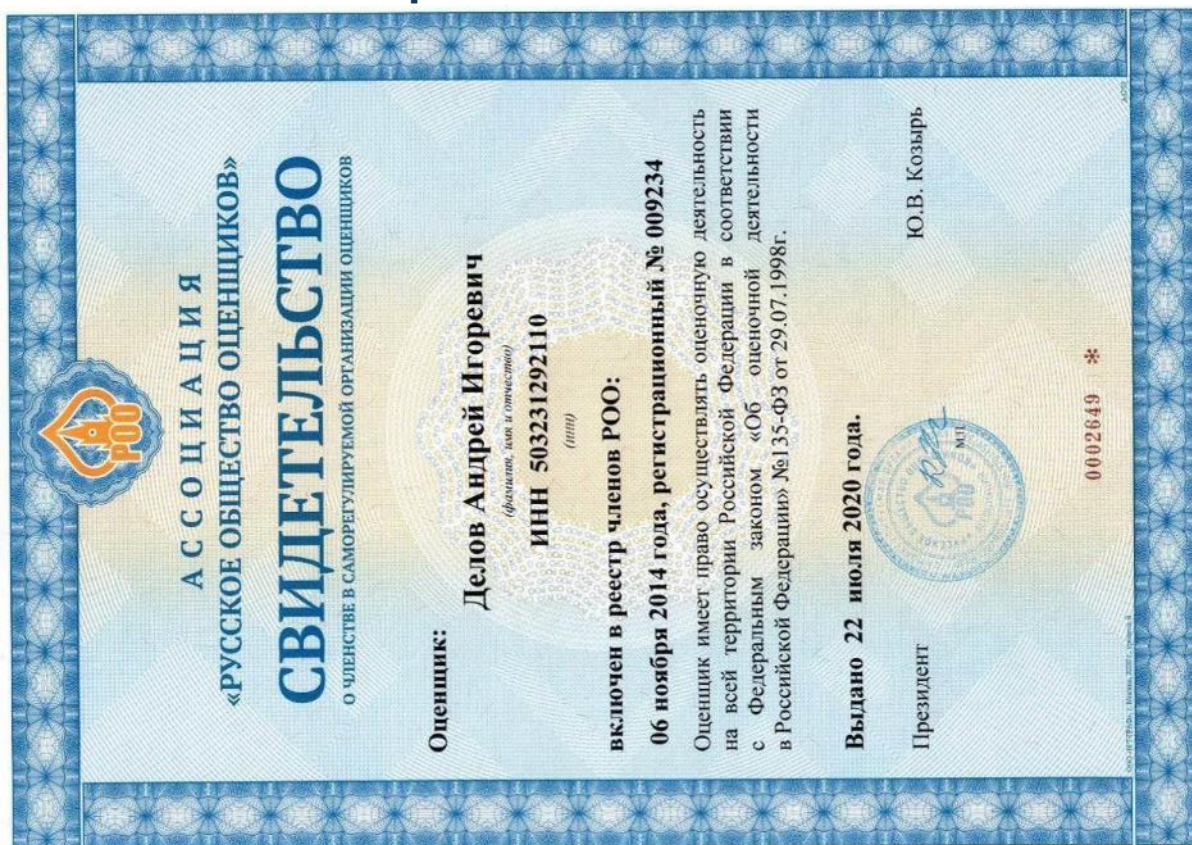 РОО
АССОЦИАЦИЯ
«РУССКОЕ ОБЩЕСТВО ОЦЕНЩИКОВ»
СВИДЕТЕЛЬСТВО
О ЧЛЕНСТВЕ В САМОРЕГУЛИРУЕМОЙ ОРГАНИЗАЦИИ ОЦЕНЩИКОВ
Оценщик:
Делов Андрей Игоревич
(фамилия, имя и отчество)
ИНН 503231292110
(инн)
включен в реестр членов РОО:
06 ноября 2014 года, регистрационный № 009234
Оценщик имеет право осуществлять оценочную деятельность
на всей территории Российской Федерации в соответствии
с Федеральным законом «Об оценочной деятельности
в Российской Федерации» №135-ФЗ от 29.07.1998г.
Выдано 22 июля 2020 года.
Президент
М.П.
Ю.В. Козырь
0002649 *